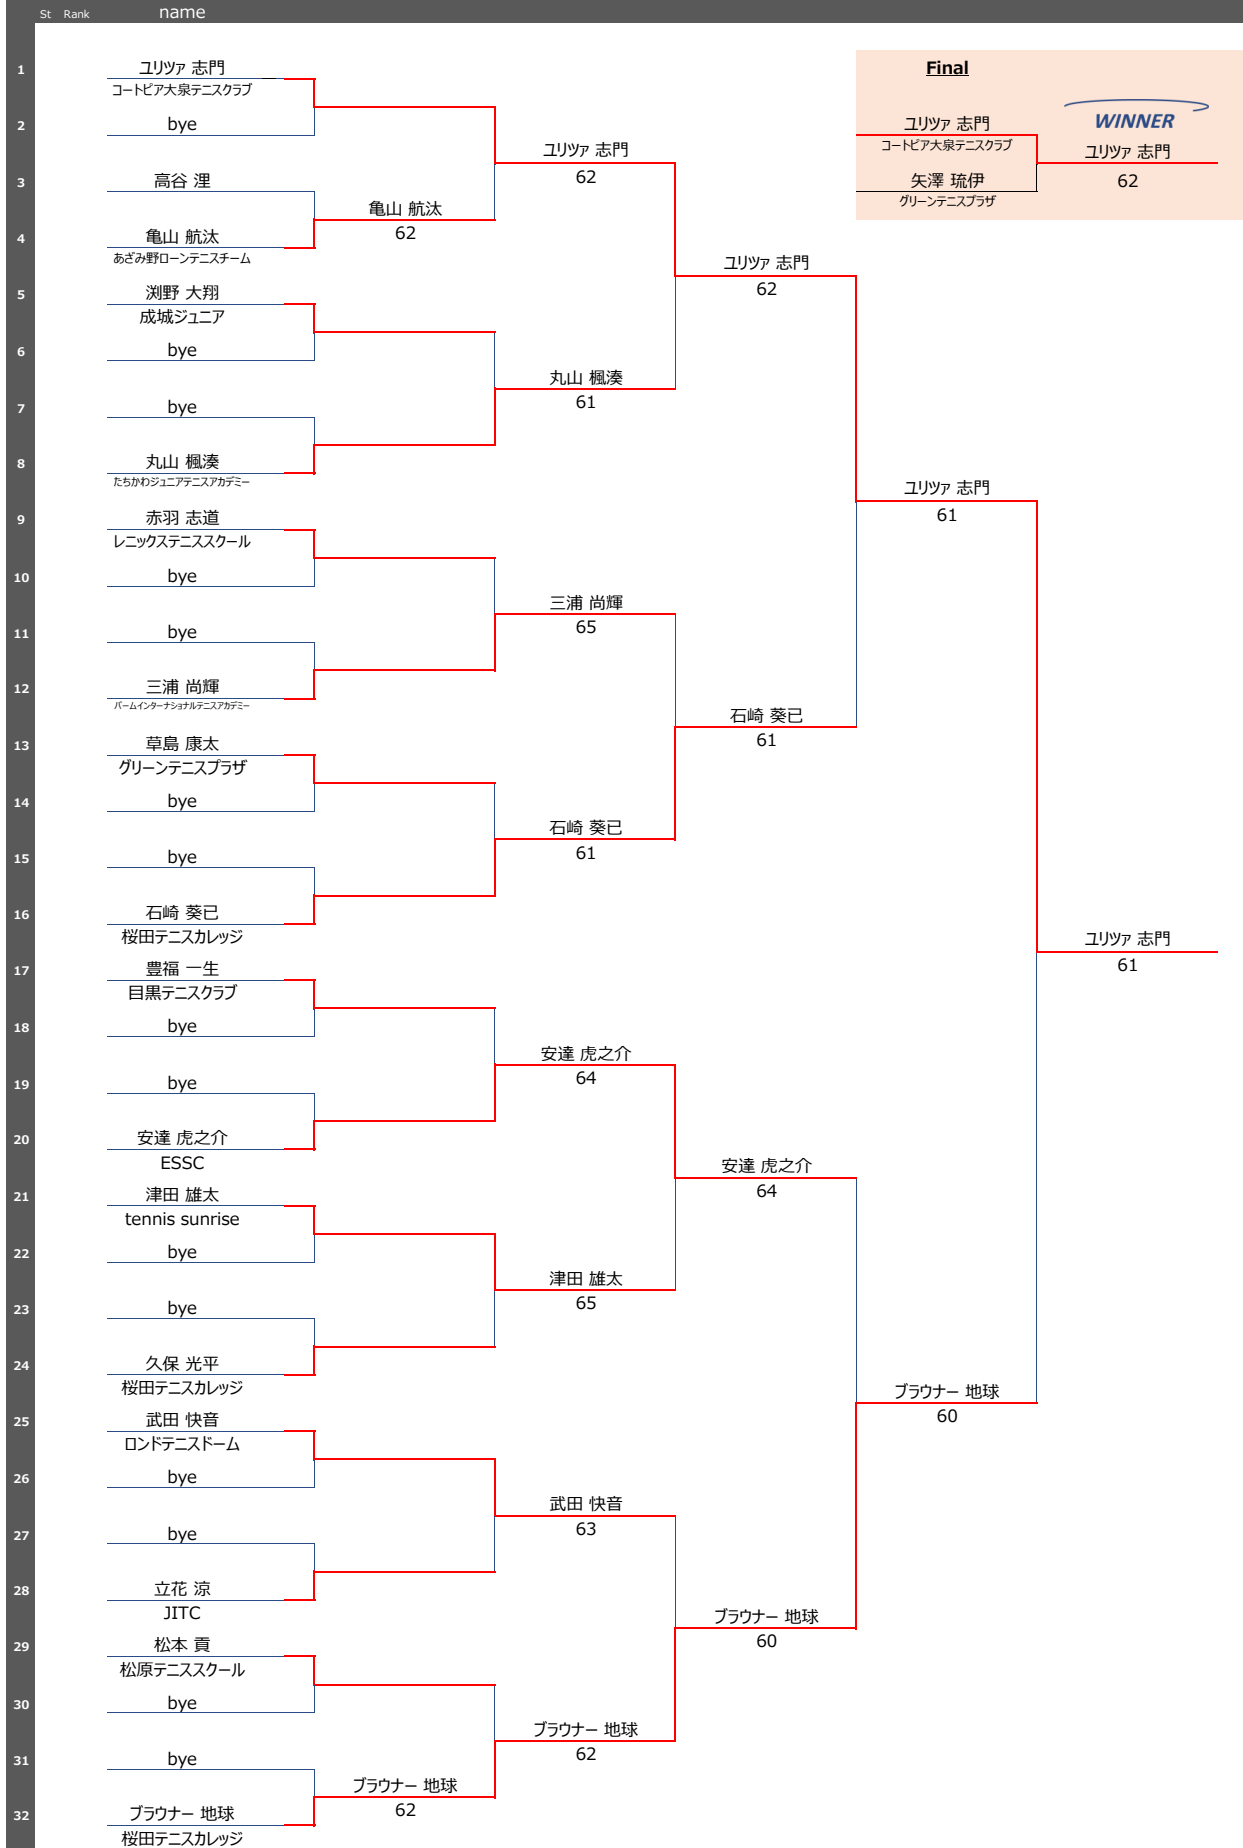 St Rank name
1 ユリツァ 志門
コートピア大泉テニスクラブ
2 bye
3 高谷 浬
4 亀山 航汰
あざみ野ローンテニスチーム
5 渕野 大翔
成城ジュニア
6 bye
7 bye
8 丸山 楓湊
たちかわジュニアテニスアカデミー
9 赤羽 志道
レニックステニススクール
10 bye
11 bye
12 三浦 尚輝
パームインターナショナルテニスアカデミー
13 草島 康太
グリーンテニスプラザ
14 bye
15 bye
16 石崎 葵已
桜田テニスカレッジ
17 豊福 一生
目黒テニスクラブ
18 bye
19 bye
20 安達 虎之介
ESSC
21 津田 雄太
tennis sunrise
22 bye
23 bye
24 久保 光平
桜田テニスカレッジ
25 武田 快音
ロンドテニスドーム
26 bye
27 bye
28 立花 涼
JITC
29 松本 貢
松原テニススクール
30 bye
31 bye
32 ブラウナー 地球
桜田テニスカレッジ
亀山 航汰
62
ブラウナー 地球
62
ユリツァ 志門
62
丸山 楓湊
61
三浦 尚輝
65
石崎 葵已
61
安達 虎之介
64
津田 雄太
65
武田 快音
63
ブラウナー 地球
62
ユリツァ 志門
62
石崎 葵已
61
安達 虎之介
64
ブラウナー 地球
60
ユリツァ 志門
61
ブラウナー 地球
60
ユリツァ 志門
61
Final
ユリツァ 志門
コートピア大泉テニスクラブ
矢澤 琉伊
グリーンテニスプラザ
WINNER
ユリツァ 志門
62